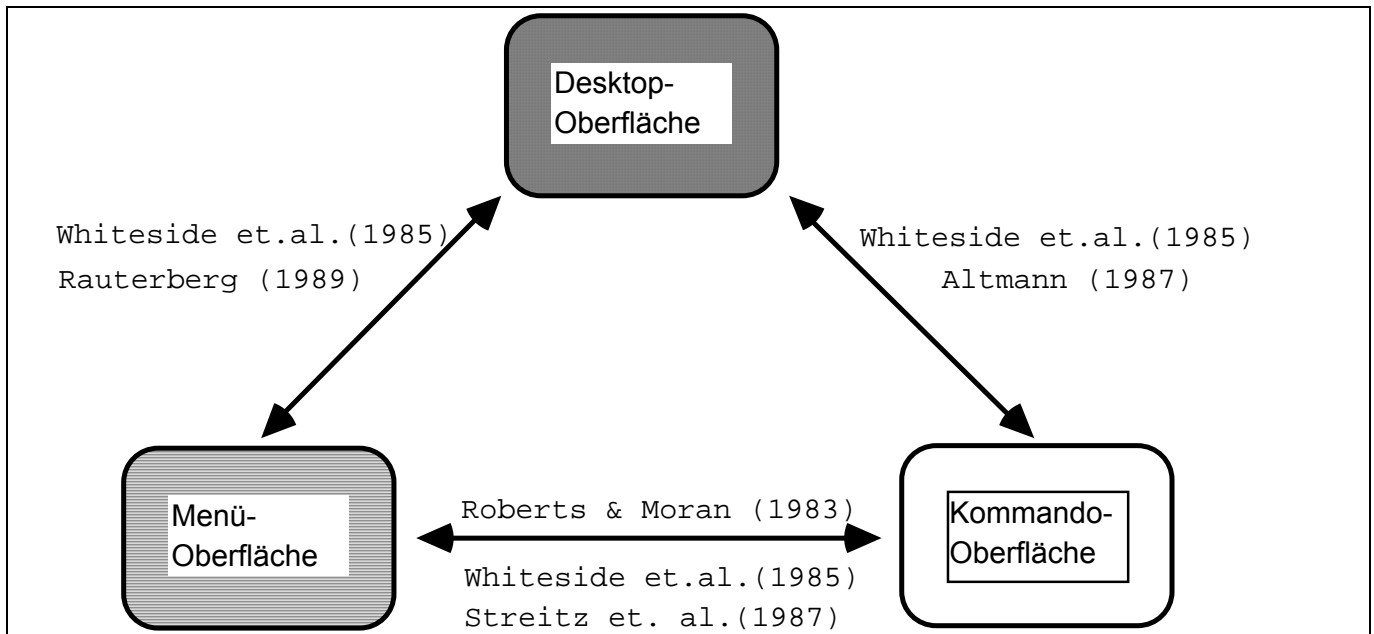 Desktop-
Oberfläche
Whiteside et.al.(1985)
Rauterberg (1989)
Whiteside et.al.(1985)
Altmann (1987)
Menü-
Oberfläche
Roberts & Moran (1983)
Whiteside et.al.(1985)
Streitz et. al.(1987)
Kommando-
Oberfläche